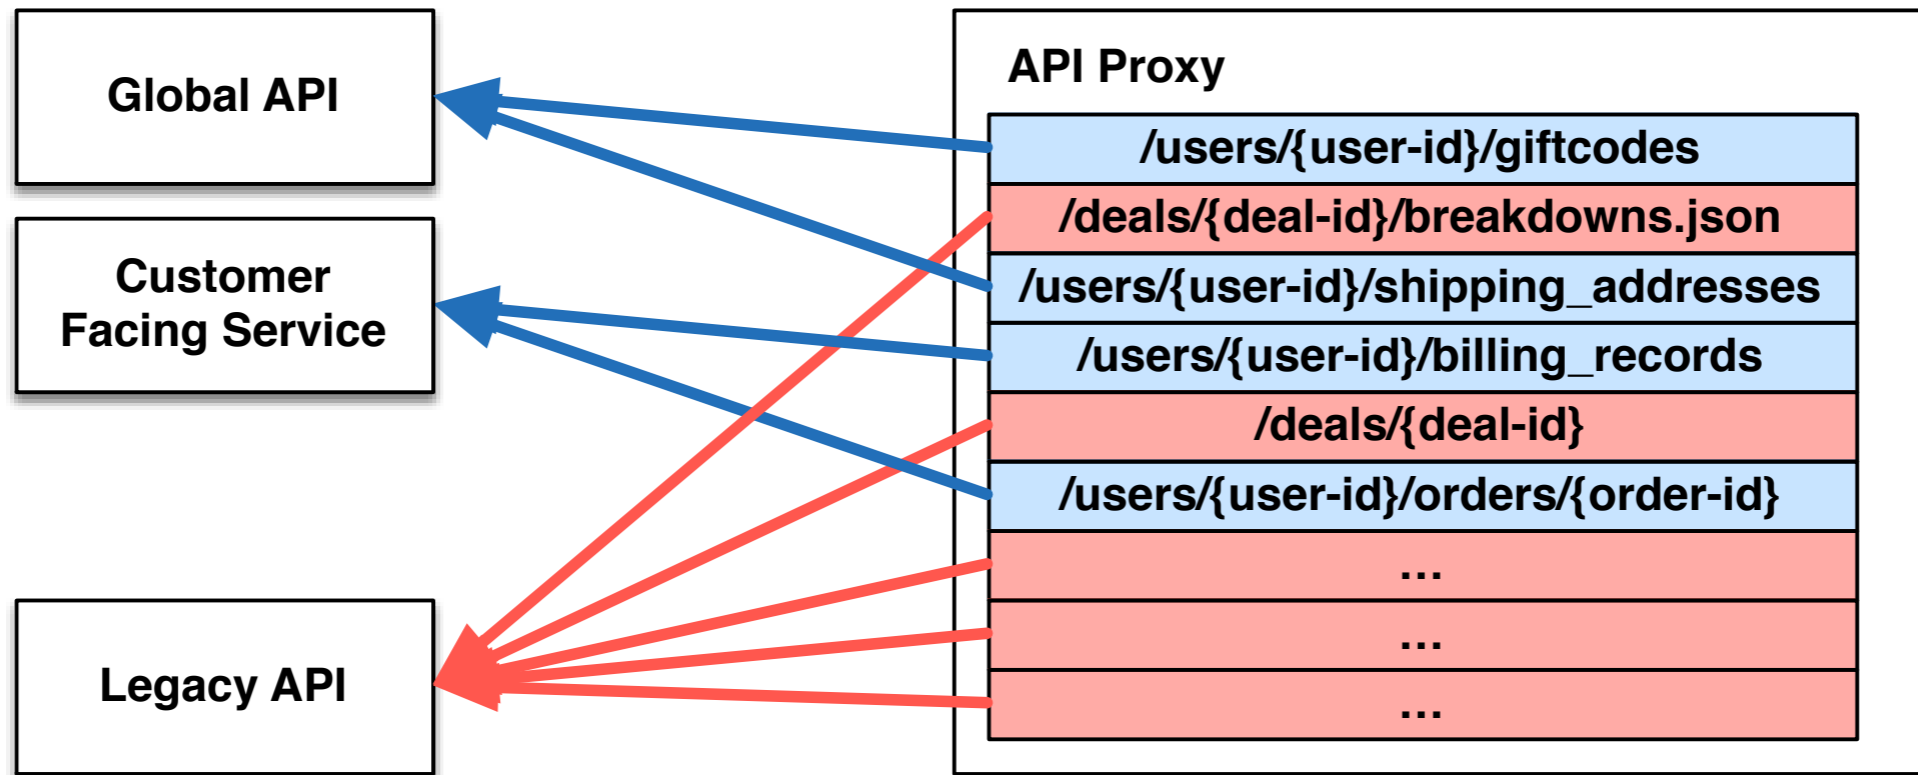 Global API
Customer
Facing Service
Legacy API
API Proxy
/users/{user-id}/giftcodes
/deals/{deal-id}/breakdowns.json
/users/{user-id}/shipping_addresses
/users/{user-id}/billing_records
/deals/{deal-id}
/users/{user-id}/orders/{order-id}
...
...
...